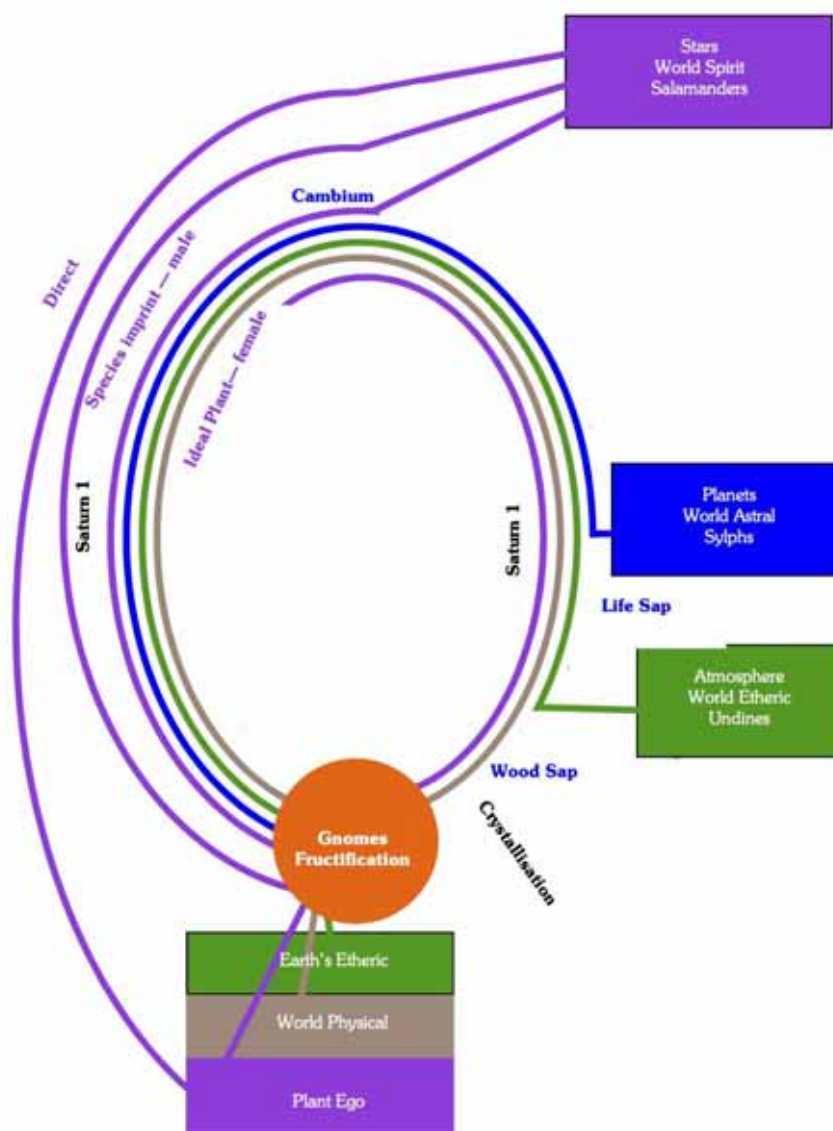 Stars
World Spirit
Salamanders
Cambium
Direct
Species imprint — male
Ideal Plant— female
Saturn 1
Saturn 1
Planets
World Astral
Sylphs
Life Sap
Atmosphere
World Etheric
Undines
Wood Sap
Crystallisation
Gnomes
Fructification
Earth's Etheric
World Physical
Plant Ego